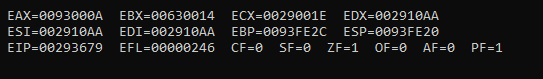 EAX=0093000A  EBX=00630014  ECX=0029001E  EDX=002910AA
ESI=002910AA  EDI=002910AA  EBP=0093FE2C  ESP=0093FE20
EIP=00293679  EFL=00000246  CF=0  SF=0  ZF=1  OF=0  AF=0  PF=1